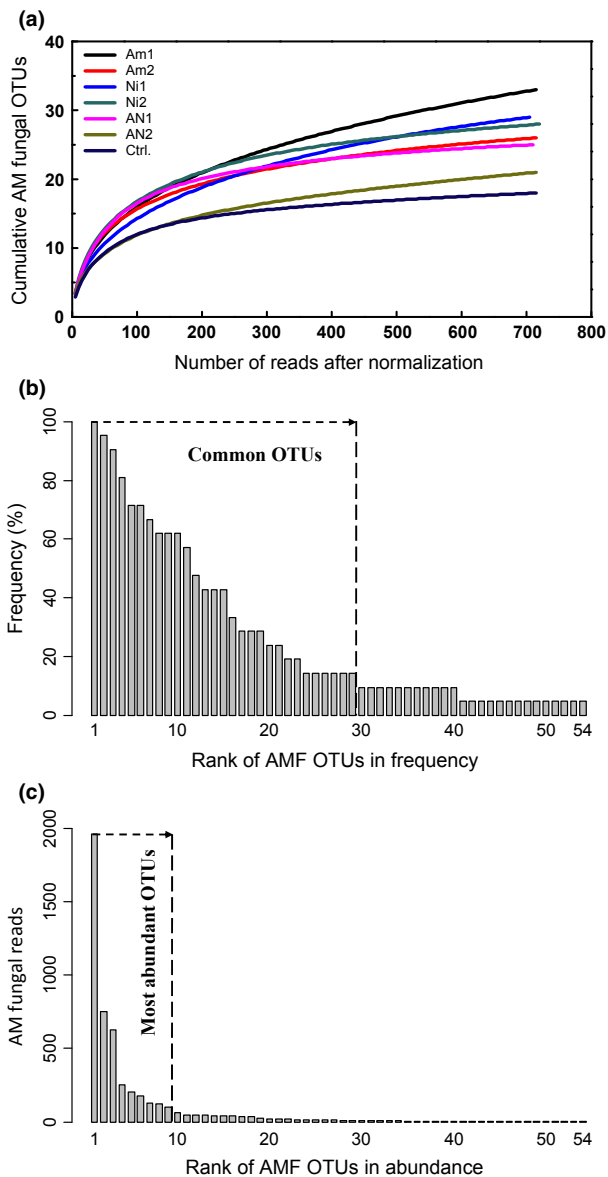 (a)
Cumulative AM fungal OTUs
40
30
20
10
0
Am1
Am2
Ni1
Ni2
AN1
AN2
Ctrl.
0 100 200 300 400 500 600 700 800
Number of reads after normalization
(b)
Frequency (%)
100
80
60
40
20
0
Common OTUs
1 10 20 30 40 50 54
Rank of AMF OTUs in frequency
(c)
AM fungal reads
2000
1500
1000
500
0
Most abundant OTUs
1 10 20 30 40 50 54
Rank of AMF OTUs in abundance